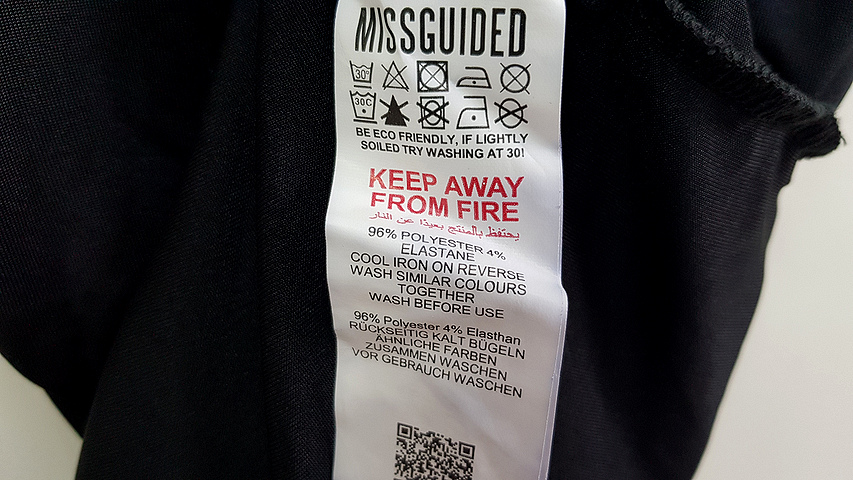 MISSGUIDED
30°
30C
BE ECO FRIENDLY, IF LIGHTLY
SOILED TRY WASHING AT 30!
KEEP AWAY
FROM FIRE
يحتفظ بالمنتج بعيدًا عن النار
96% POLYESTER 4%
ELASTANE
COOL IRON ON REVERSE
WASH SIMILAR COLOURS
TOGETHER
WASH BEFORE USE
96% Polyester 4% Elasthan
RÜCKSEITIG KALT BÜGELN
ÄHNLICHE FARBEN
ZUSAMMEN WASCHEN
VOR GEBRAUCH WASCHEN